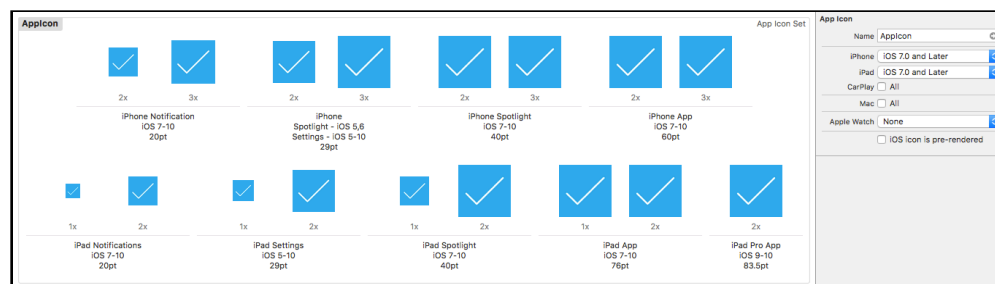 AppIcon
App Icon Set
2x 3x 2x 3x 2x 3x 2x 3x
iPhone Notification
iOS 7-10
20pt
iPhone
Spotlight - iOS 5,6
Settings - iOS 5-10
29pt
iPhone Spotlight
iOS 7-10
40pt
iPhone App
iOS 7-10
60pt
1x 2x 1x 2x 1x 2x 1x 2x 2x
iPad Notifications
iOS 7-10
20pt
iPad Settings
iOS 5-10
29pt
iPad Spotlight
iOS 7-10
40pt
iPad App
iOS 7-10
76pt
iPad Pro App
iOS 9-10
83.5pt
App Icon
Name AppIcon
iPhone iOS 7.0 and Later
iPad iOS 7.0 and Later
CarPlay All
Mac All
Apple Watch None
iOS icon is pre-rendered